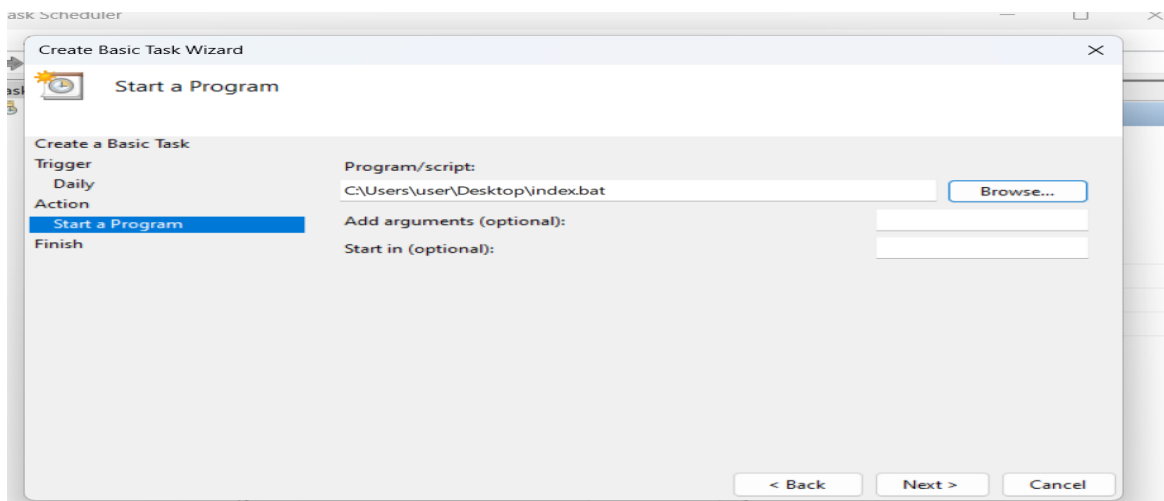 ask Scheduler
Create Basic Task Wizard
Start a Program
Create a Basic Task
Trigger
Daily
Action
Start a Program
Finish
Program/script:
C:\Users\user\Desktop\index.bat
Browse...
Add arguments (optional):
Start in (optional):
< Back
Next >
Cancel